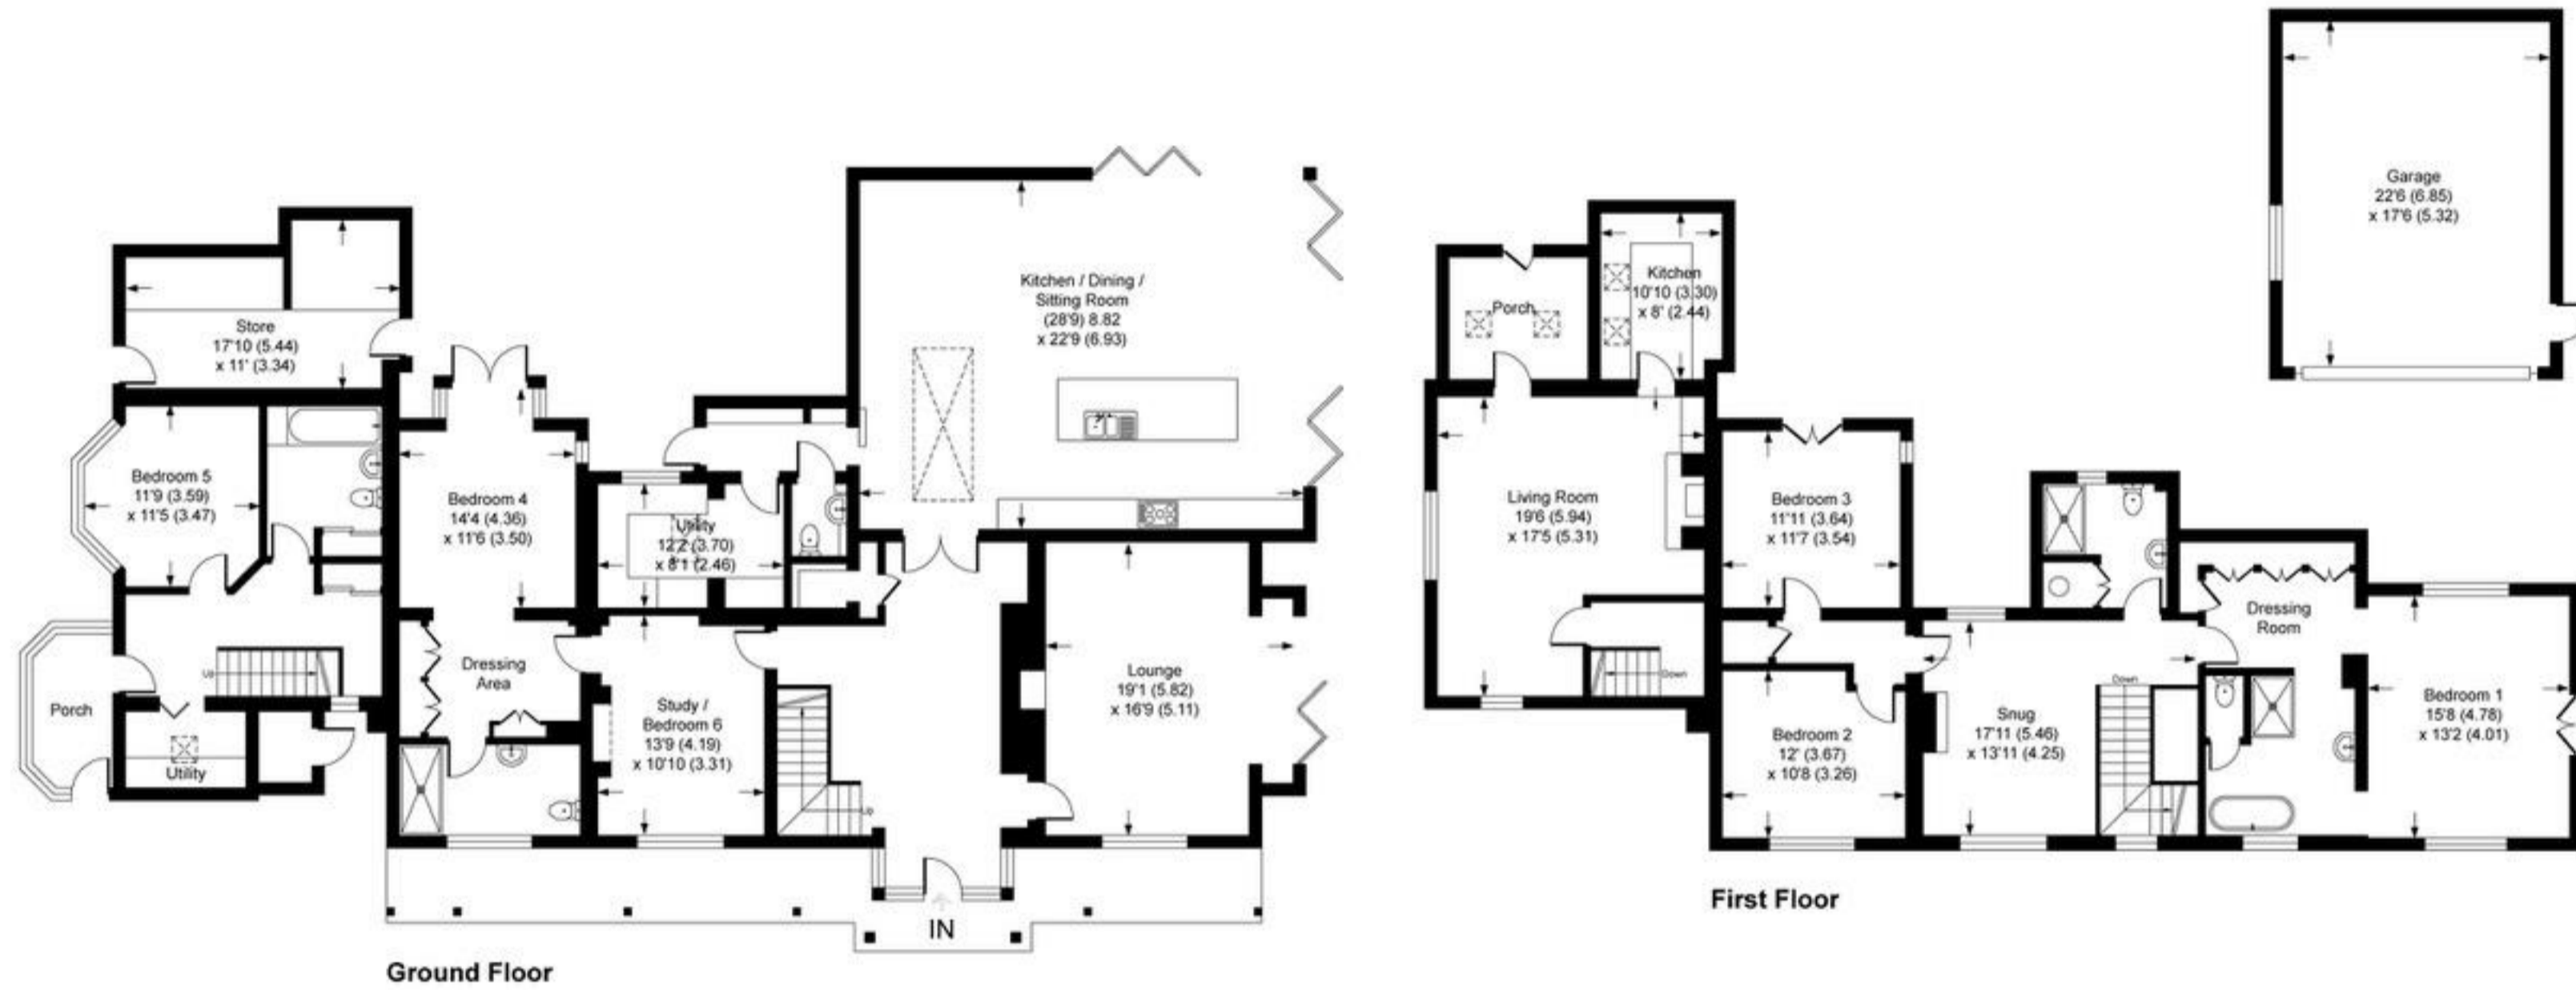 Store
17'10 (5.44)
x 11' (3.34)
Bedroom 5
11'9 (3.59)
x 11'5 (3.47)
Up
Porch
Utility
Bedroom 4
14'4 (4.36)
x 11'6 (3.50)
Dressing
Area
Utility
12'2 (3.70)
x 8'1 (2.46)
Study /
Bedroom 6
13'9 (4.19)
x 10'10 (3.31)
Up
Kitchen / Dining /
Sitting Room
(28'9) 8.82
x 22'9 (6.93)
Lounge
19'1 (5.82)
x 16'9 (5.11)
IN
Ground Floor
Porch
Kitchen
10'10 (3.30)
x 8' (2.44)
Living Room
19'6 (5.94)
x 17'5 (5.31)
Down
Bedroom 3
11'11 (3.64)
x 11'7 (3.54)
Bedroom 2
12' (3.67)
x 10'8 (3.26)
Snug
17'11 (5.46)
x 13'11 (4.25)
Down
Dressing
Room
Bedroom 1
15'8 (4.78)
x 13'2 (4.01)
First Floor
Garage
22'6 (6.85)
x 17'6 (5.32)